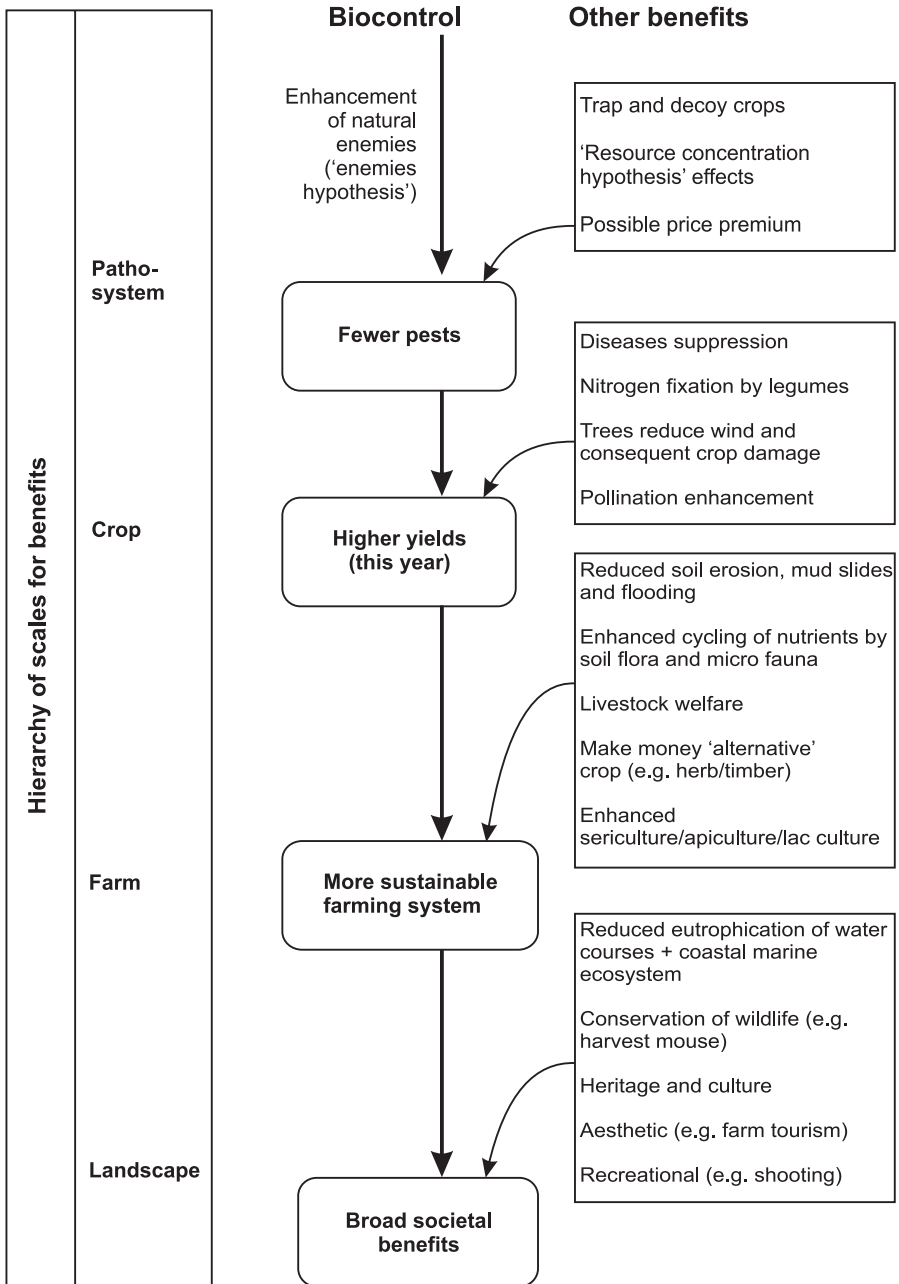 Biocontrol
Other benefits
Hierarchy of scales for benefits
Patho-
system
Crop
Farm
Landscape
Enhancement
of natural
enemies
(‘enemies
hypothesis’)
Fewer pests
Higher yields
(this year)
More sustainable
farming system
Broad societal
benefits
Trap and decoy crops
‘Resource concentration
hypothesis’ effects
Possible price premium
Diseases suppression
Nitrogen fixation by legumes
Trees reduce wind and
consequent crop damage
Pollination enhancement
Reduced soil erosion, mud slides
and flooding
Enhanced cycling of nutrients by
soil flora and micro fauna
Livestock welfare
Make money ‘alternative’
crop (e.g. herb/timber)
Enhanced
sericulture/apiculture/lac culture
Reduced eutrophication of water
courses + coastal marine
ecosystem
Conservation of wildlife (e.g.
harvest mouse)
Heritage and culture
Aesthetic (e.g. farm tourism)
Recreational (e.g. shooting)